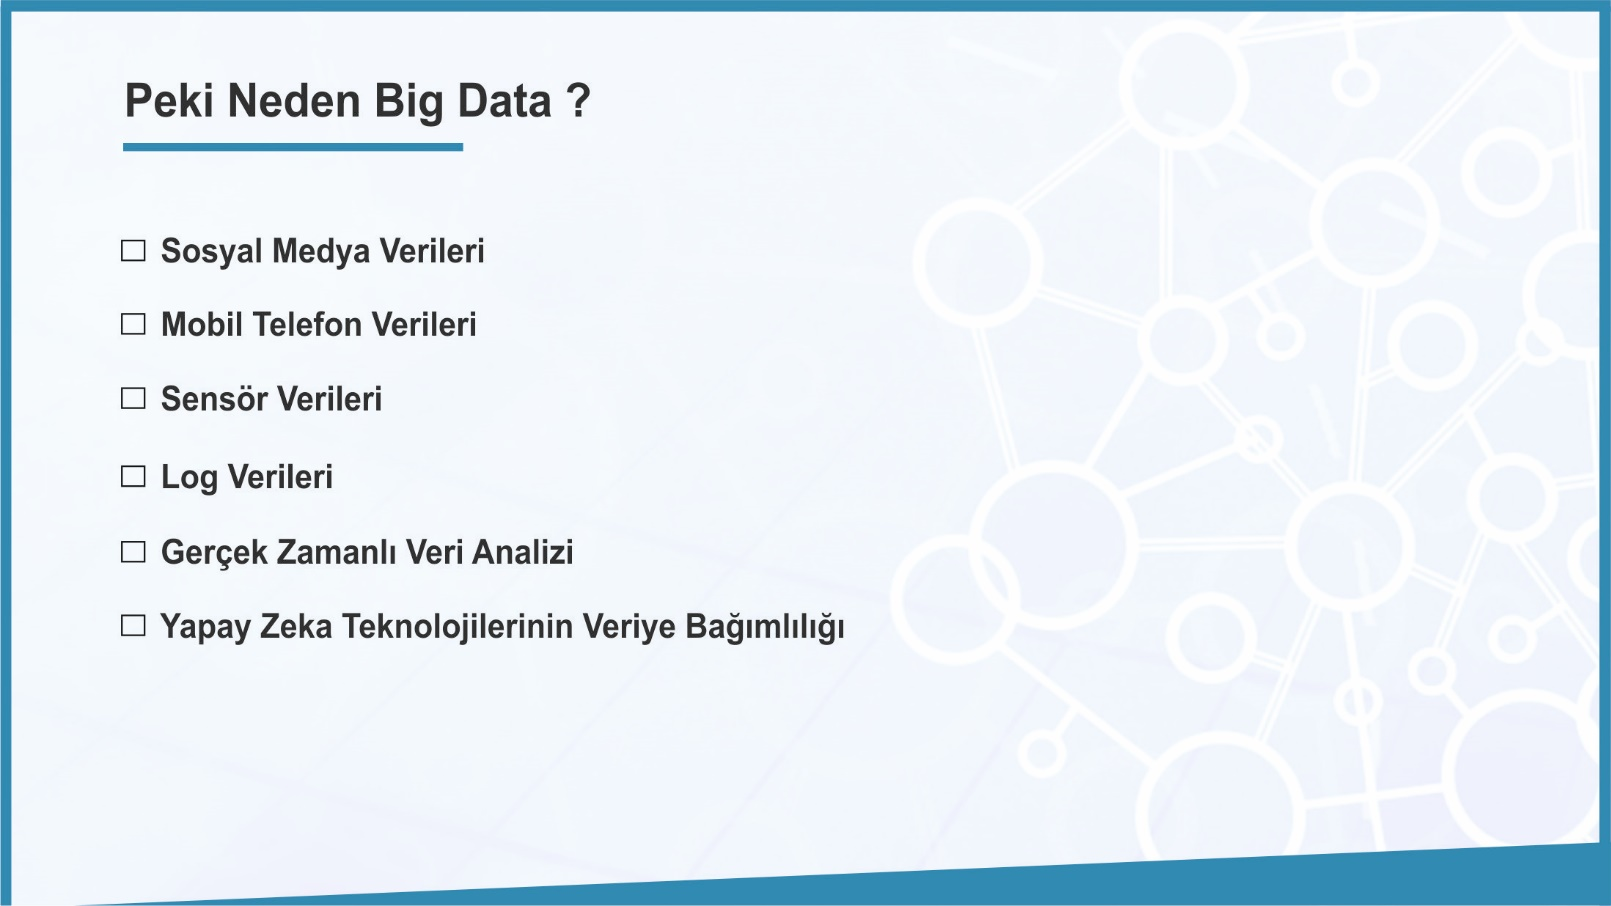 Peki Neden Big Data ?
☐ Sosyal Medya Verileri
☐ Mobil Telefon Verileri
☐ Sensör Verileri
☐ Log Verileri
☐ Gerçek Zamanlı Veri Analizi
☐ Yapay Zeka Teknolojilerinin Veriye Bağımlılığı